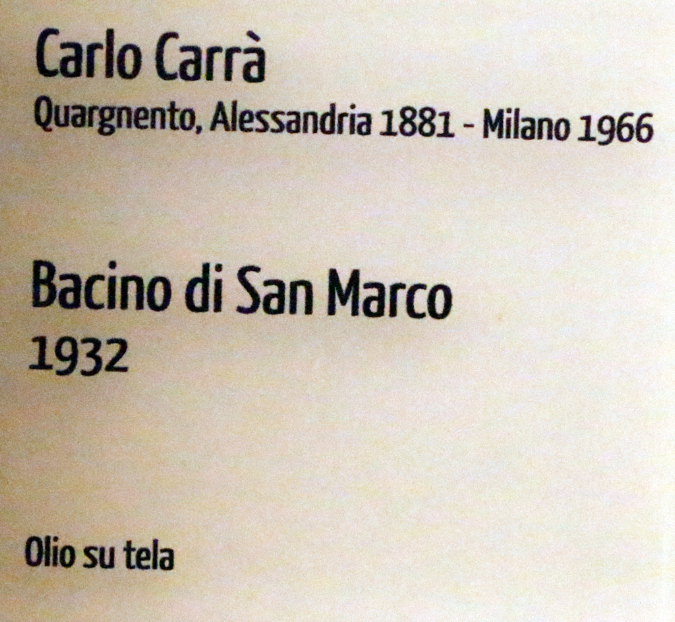 Carlo Carrà
Quargnento, Alessandria 1881 - Milano 1966
Bacino di San Marco
1932
Olio su tela